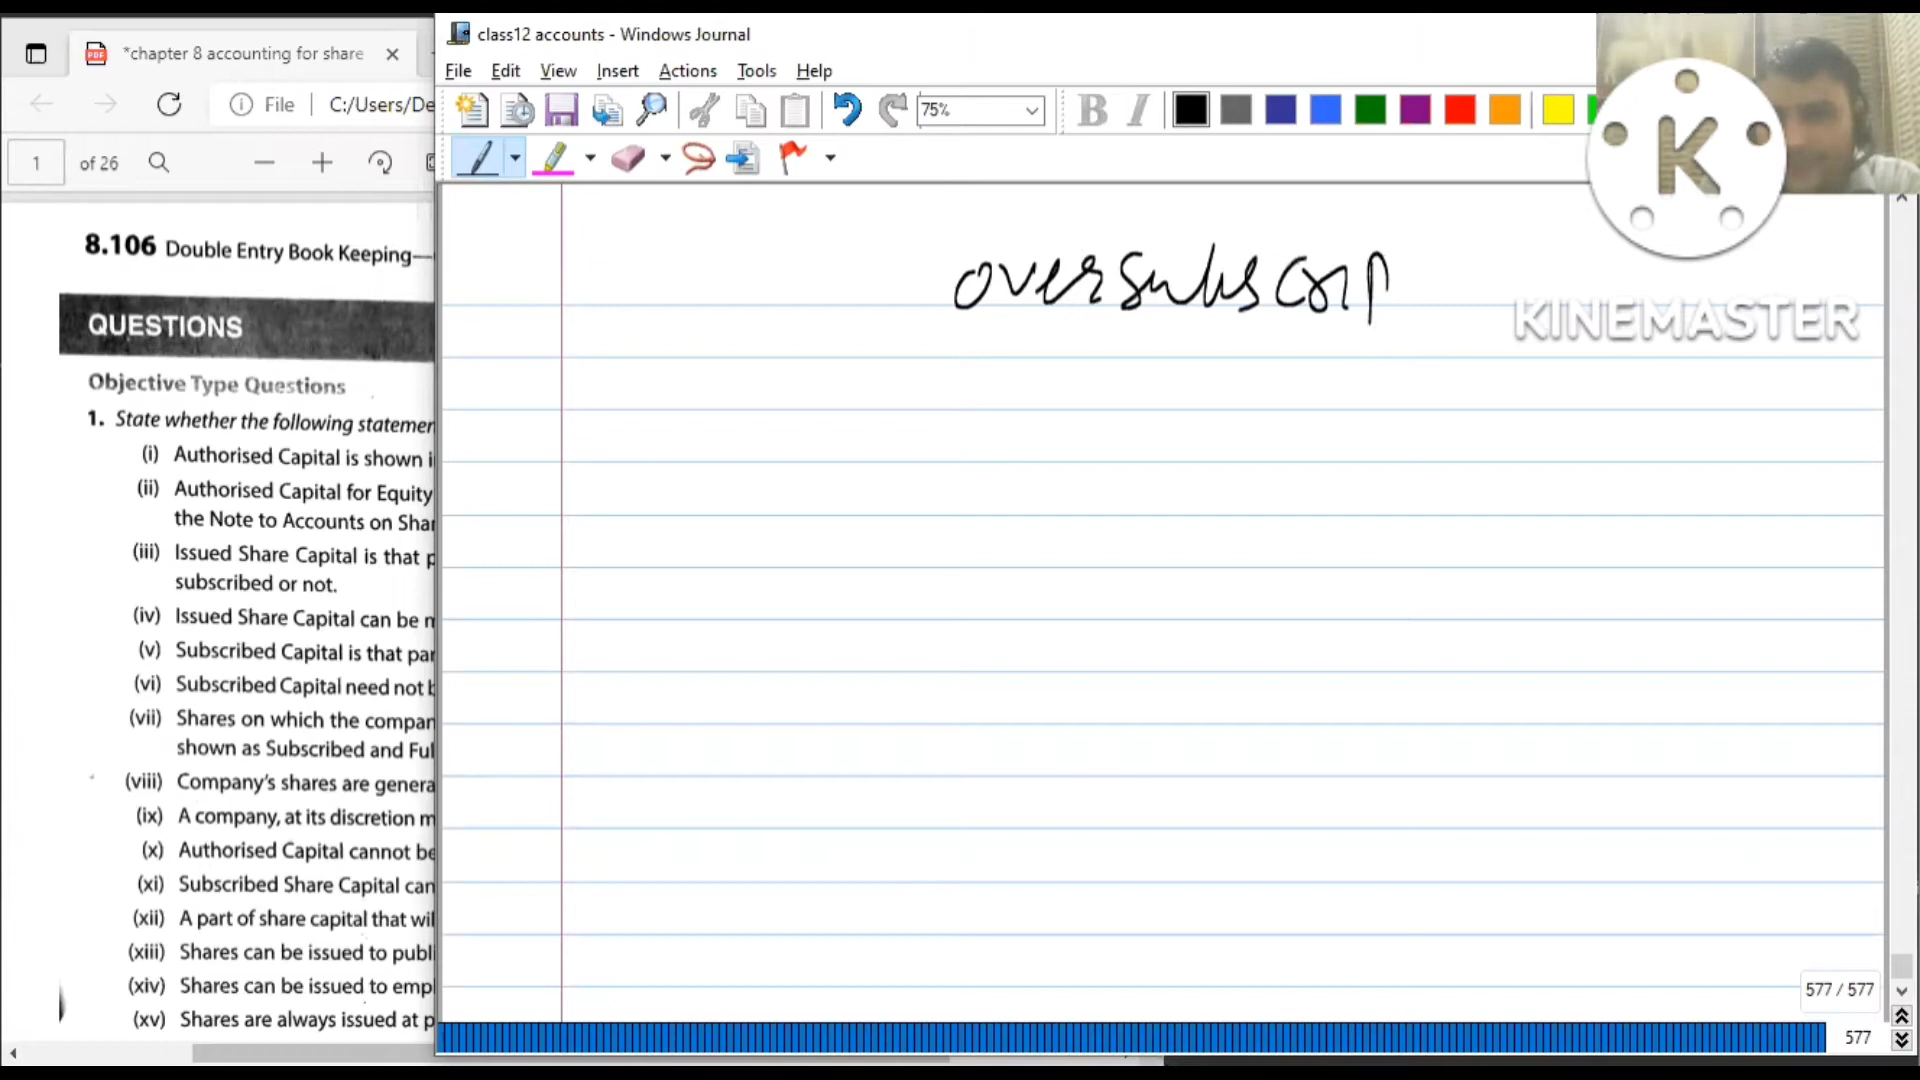 *chapter 8 accounting for share
File
C:/Users/De
1 of 26
8.106 Double Entry Book Keeping—
QUESTIONS
Objective Type Questions
1. State whether the following statemen
(i) Authorised Capital is shown i
(ii) Authorised Capital for Equity
the Note to Accounts on Shar
(iii) Issued Share Capital is that p
subscribed or not.
(iv) Issued Share Capital can be m
(v) Subscribed Capital is that par
(vi) Subscribed Capital need not b
(vii) Shares on which the compan
shown as Subscribed and Ful
(viii) Company's shares are genera
(ix) A company, at its discretion m
(x) Authorised Capital cannot be
(xi) Subscribed Share Capital can
(xii) A part of share capital that wil
(xiii) Shares can be issued to publi
(xiv) Shares can be issued to empl
(xv) Shares are always issued at p
class12 accounts - Windows Journal
File Edit View Insert Actions Tools Help
75%
B I
oversubscrip
K
KINEMASTER
577 / 577
577